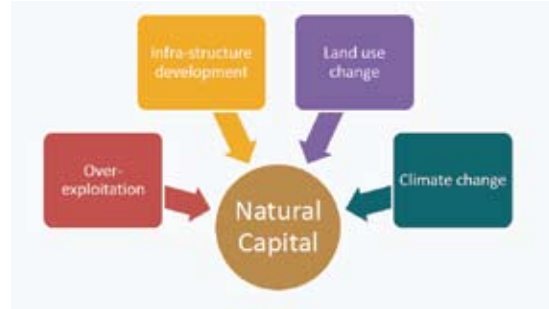 Infra-structure
development
Land use
change
Over-
exploitation
Climate change
Natural
Capital